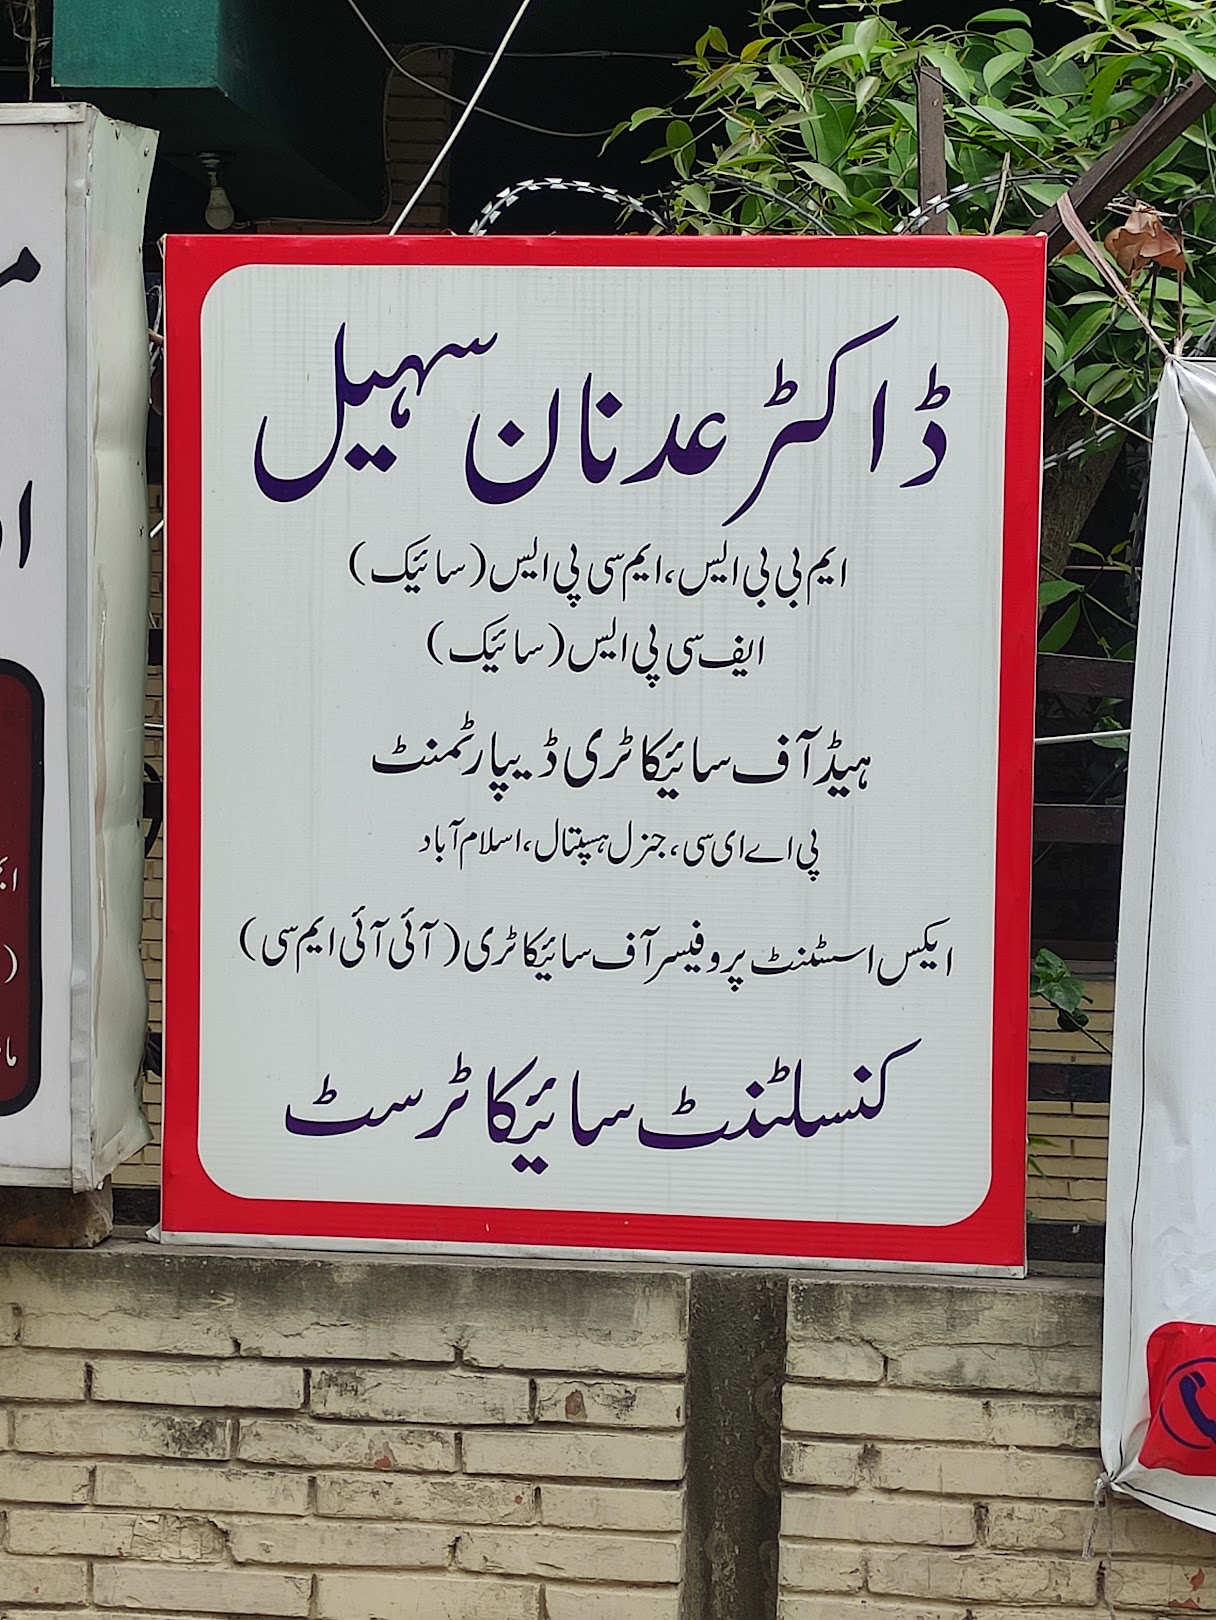 ڈاکٹر عدنان سہیل
ایم بی بی ایس، ایم سی پی ایس (سائیک)
ایف سی پی ایس (سائیک)
ہیڈ آف سائیکاٹری ڈیپارٹمنٹ
پی اے ای سی، جنرل ہسپتال، اسلام آباد
ایکس اسسٹنٹ پروفیسر آف سائیکاٹری (آئی آئی ایم سی)
کنسلٹنٹ سائیکاٹرسٹ